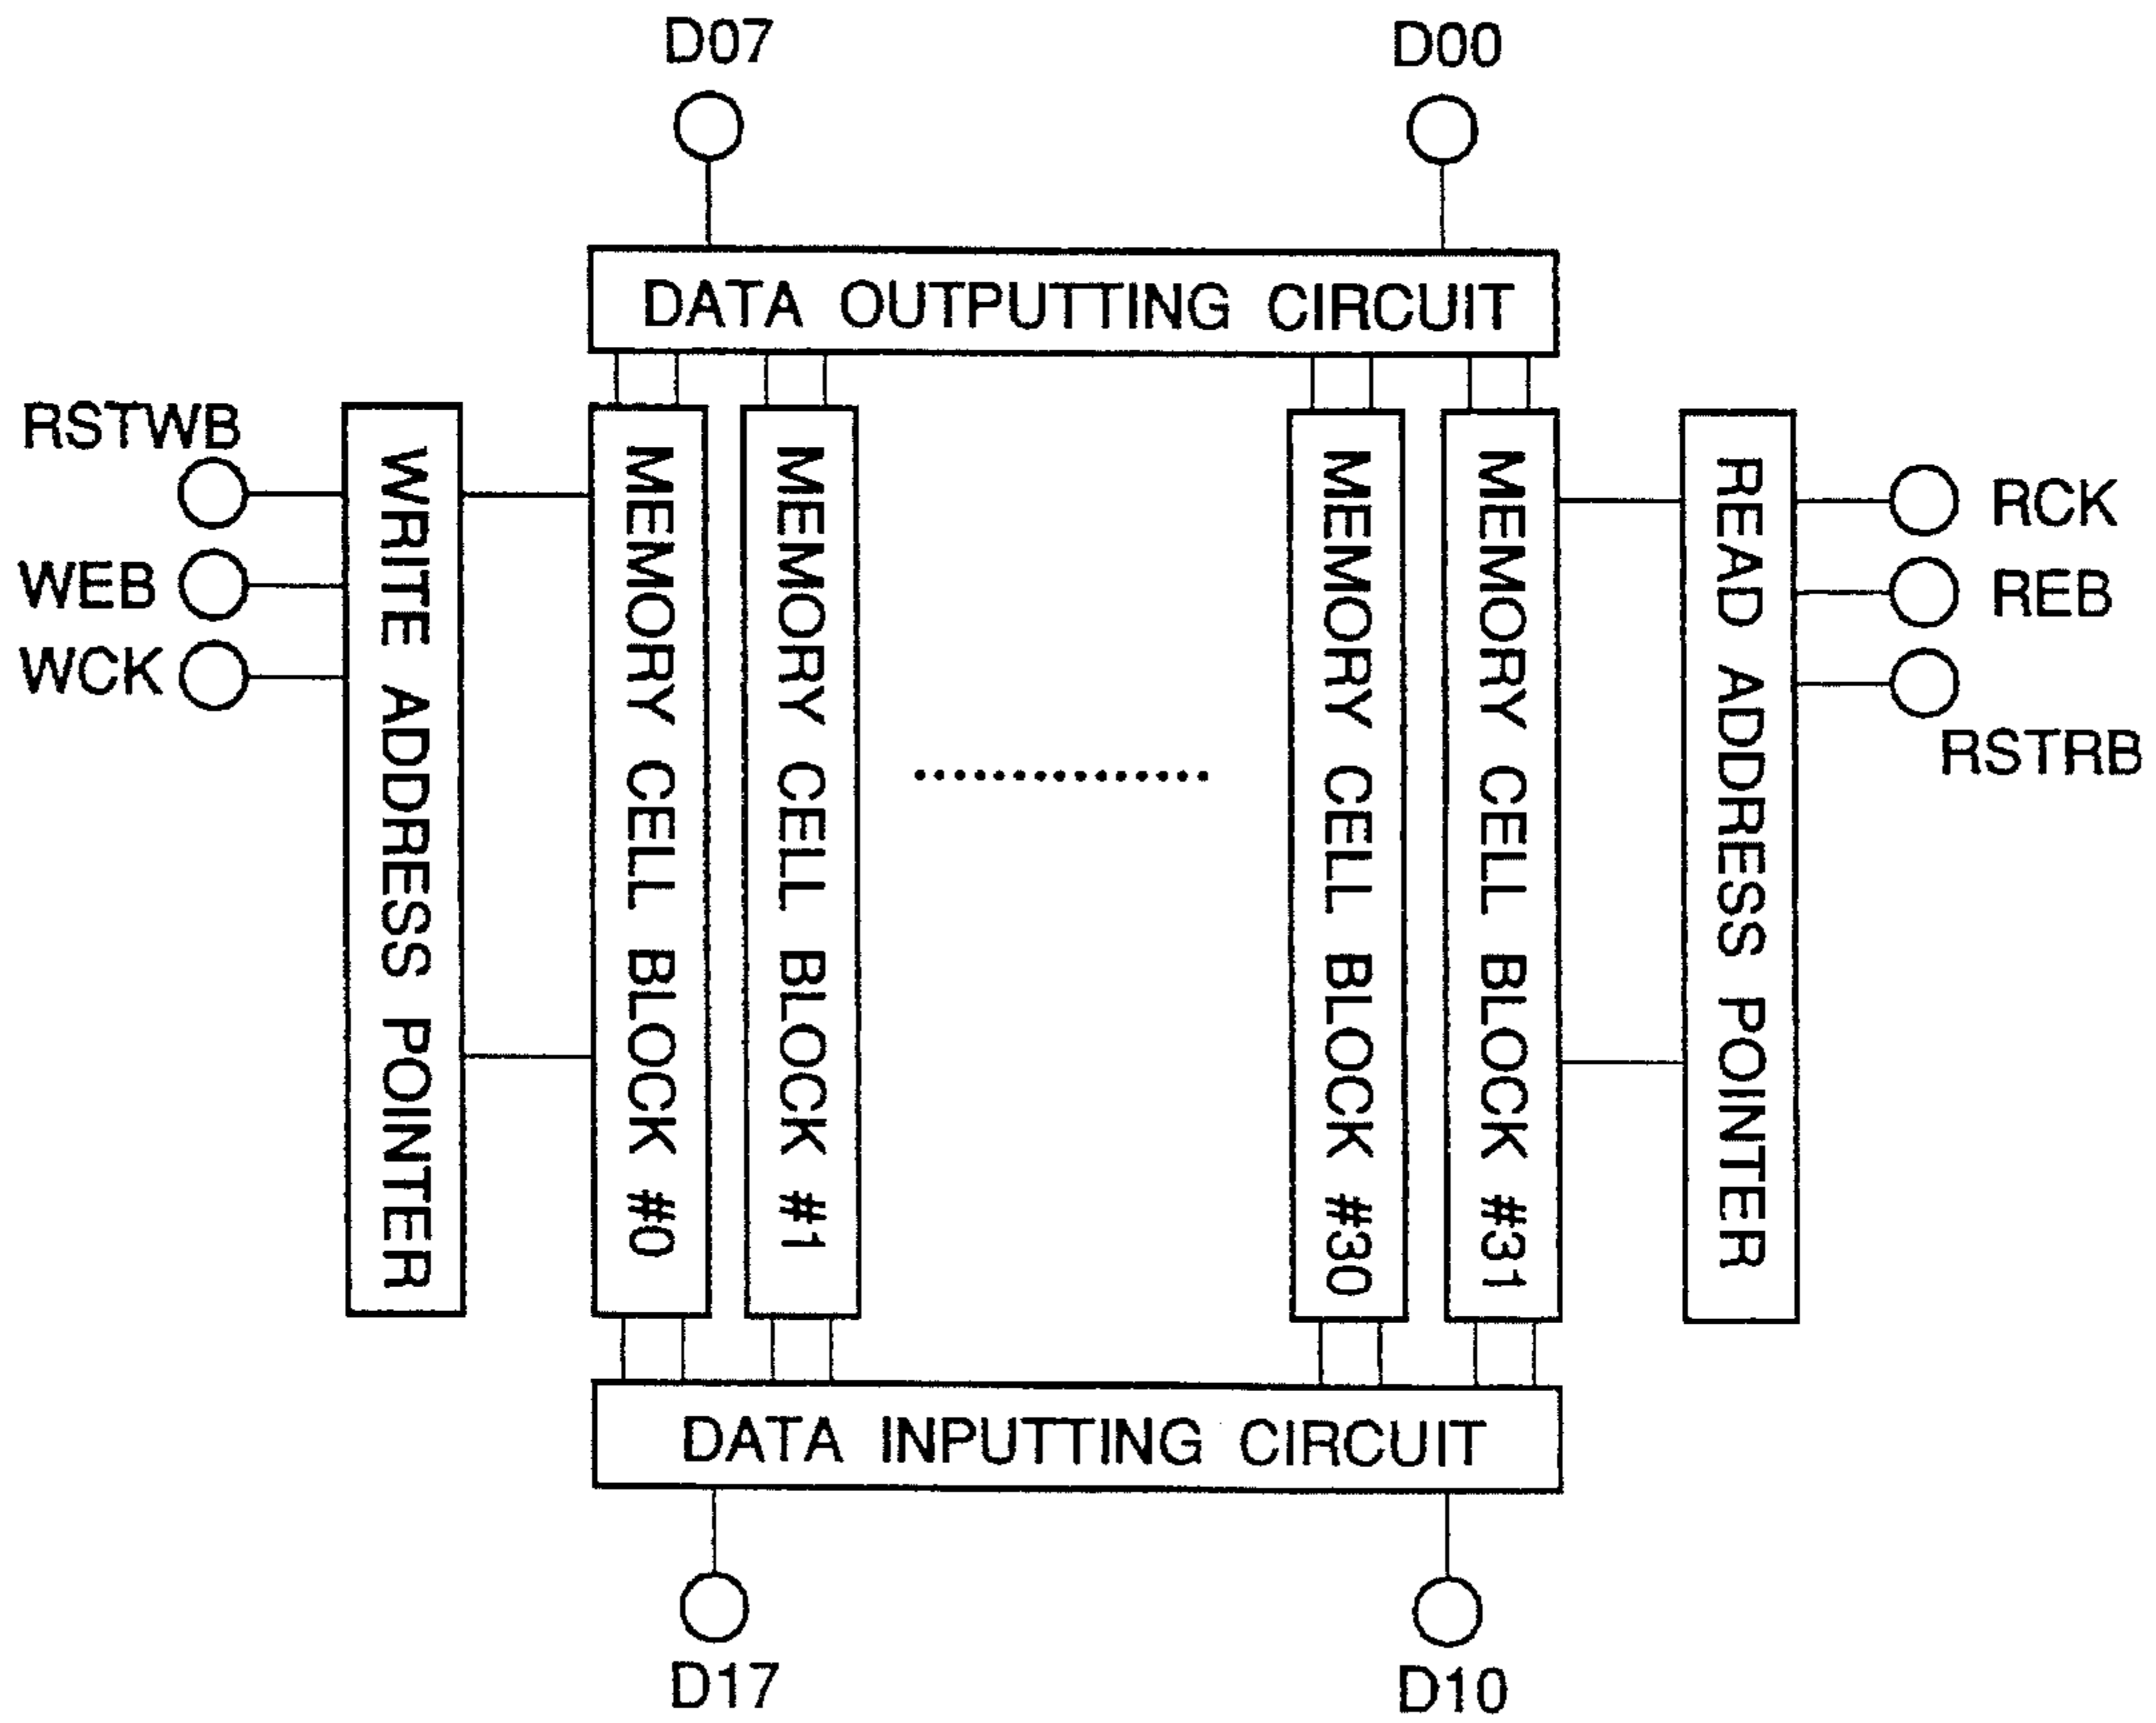 D07
D00
DATA OUTPUTTING CIRCUIT
RSTWB
WEB
WCK
WRITE ADDRESS POINTER
MEMORY CELL BLOCK #0
MEMORY CELL BLOCK #1
MEMORY CELL BLOCK #30
MEMORY CELL BLOCK #31
READ ADDRESS POINTER
RCK
REB
RSTRB
DATA INPUTTING CIRCUIT
D17
D10